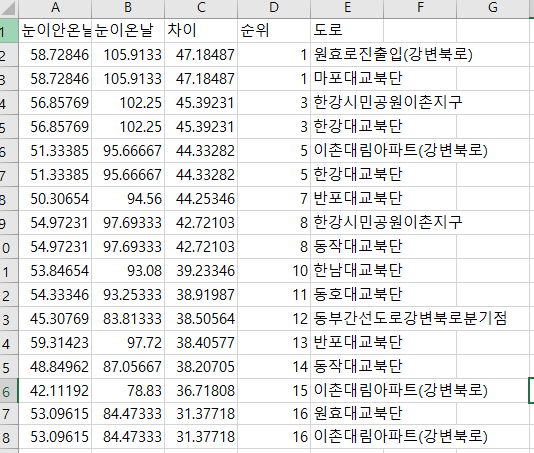 A B C D E F G
1 눈이안온날 눈이온날 차이 순위 도로
2 58.72846 105.9133 47.18487 1 원효로진출입(강변북로)
3 58.72846 105.9133 47.18487 1 마포대교북단
4 56.85769 102.25 45.39231 3 한강시민공원이촌지구
5 56.85769 102.25 45.39231 3 한강대교북단
6 51.33385 95.66667 44.33282 5 이촌대림아파트(강변북로)
7 51.33385 95.66667 44.33282 5 한강대교북단
8 50.30654 94.56 44.25346 7 반포대교북단
9 54.97231 97.69333 42.72103 8 한강시민공원이촌지구
0 54.97231 97.69333 42.72103 8 동작대교북단
1 53.84654 93.08 39.23346 10 한남대교북단
2 54.33346 93.25333 38.91987 11 동호대교북단
3 45.30769 83.81333 38.50564 12 동부간선도로강변북로분기점
4 59.31423 97.72 38.40577 13 반포대교북단
5 48.84962 87.05667 38.20705 14 동작대교북단
6 42.11192 78.83 36.71808 15 이촌대림아파트(강변북로)
7 53.09615 84.47333 31.37718 16 원효대교북단
8 53.09615 84.47333 31.37718 16 이촌대림아파트(강변북로)